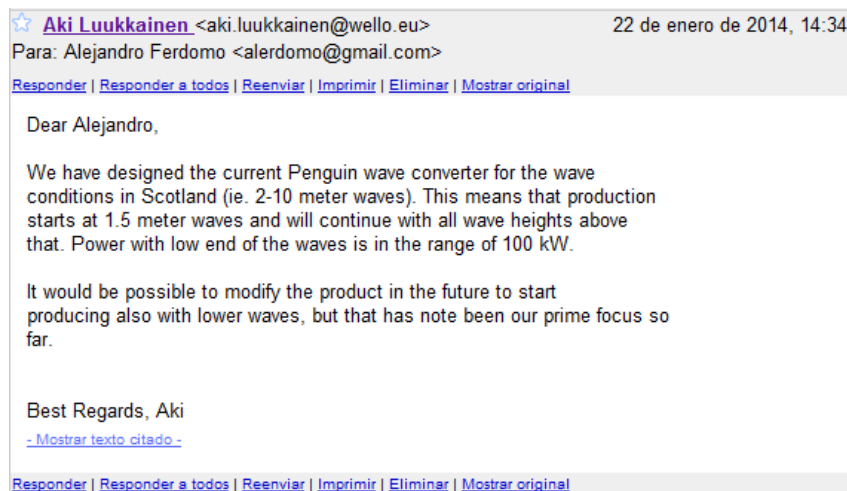 Aki Luukkainen <aki.luukkainen@wello.eu> 22 de enero de 2014, 14:34
Para: Alejandro Ferdomo <alerdomo@gmail.com>
Responder | Responder a todos | Reenviar | Imprimir | Eliminar | Mostrar original
Dear Alejandro,
We have designed the current Penguin wave converter for the wave
conditions in Scotland (ie. 2-10 meter waves). This means that production
starts at 1.5 meter waves and will continue with all wave heights above
that. Power with low end of the waves is in the range of 100 kW.
It would be possible to modify the product in the future to start
producing also with lower waves, but that has note been our prime focus so
far.
Best Regards, Aki
- Mostrar texto citado -
Responder | Responder a todos | Reenviar | Imprimir | Eliminar | Mostrar original